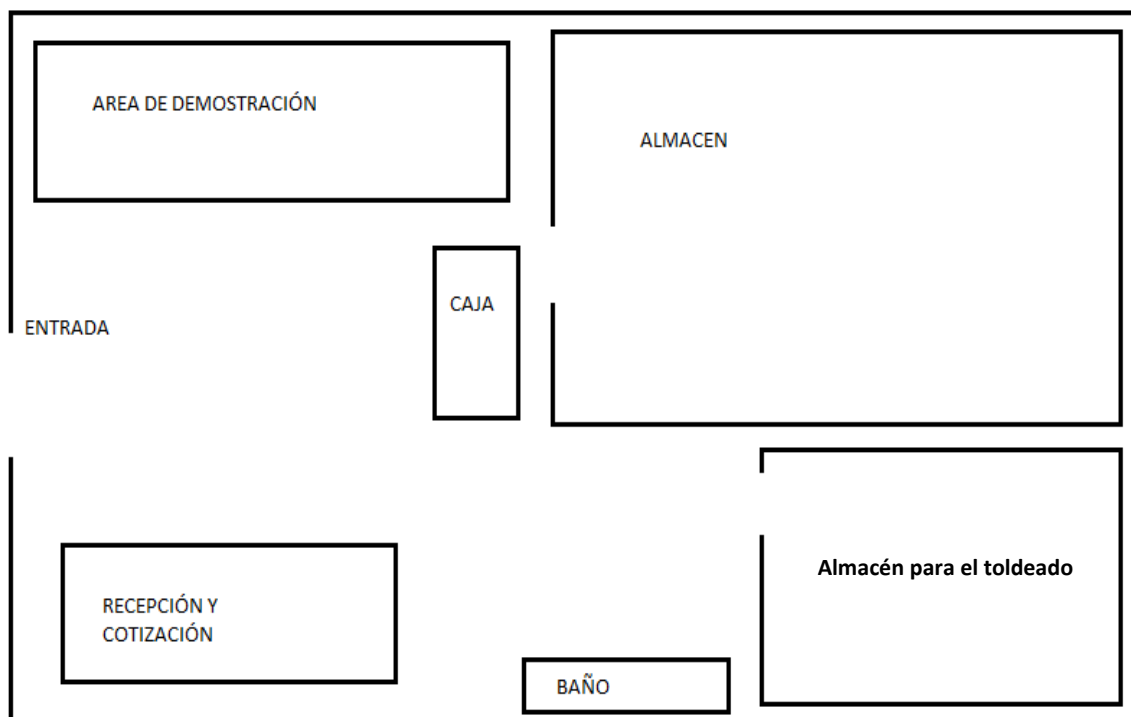 AREA DE DEMOSTRACIÓN
ALMACEN
CAJA
ENTRADA
Almacén para el toldeado
RECEPCIÓN Y
COTIZACIÓN
BAÑO